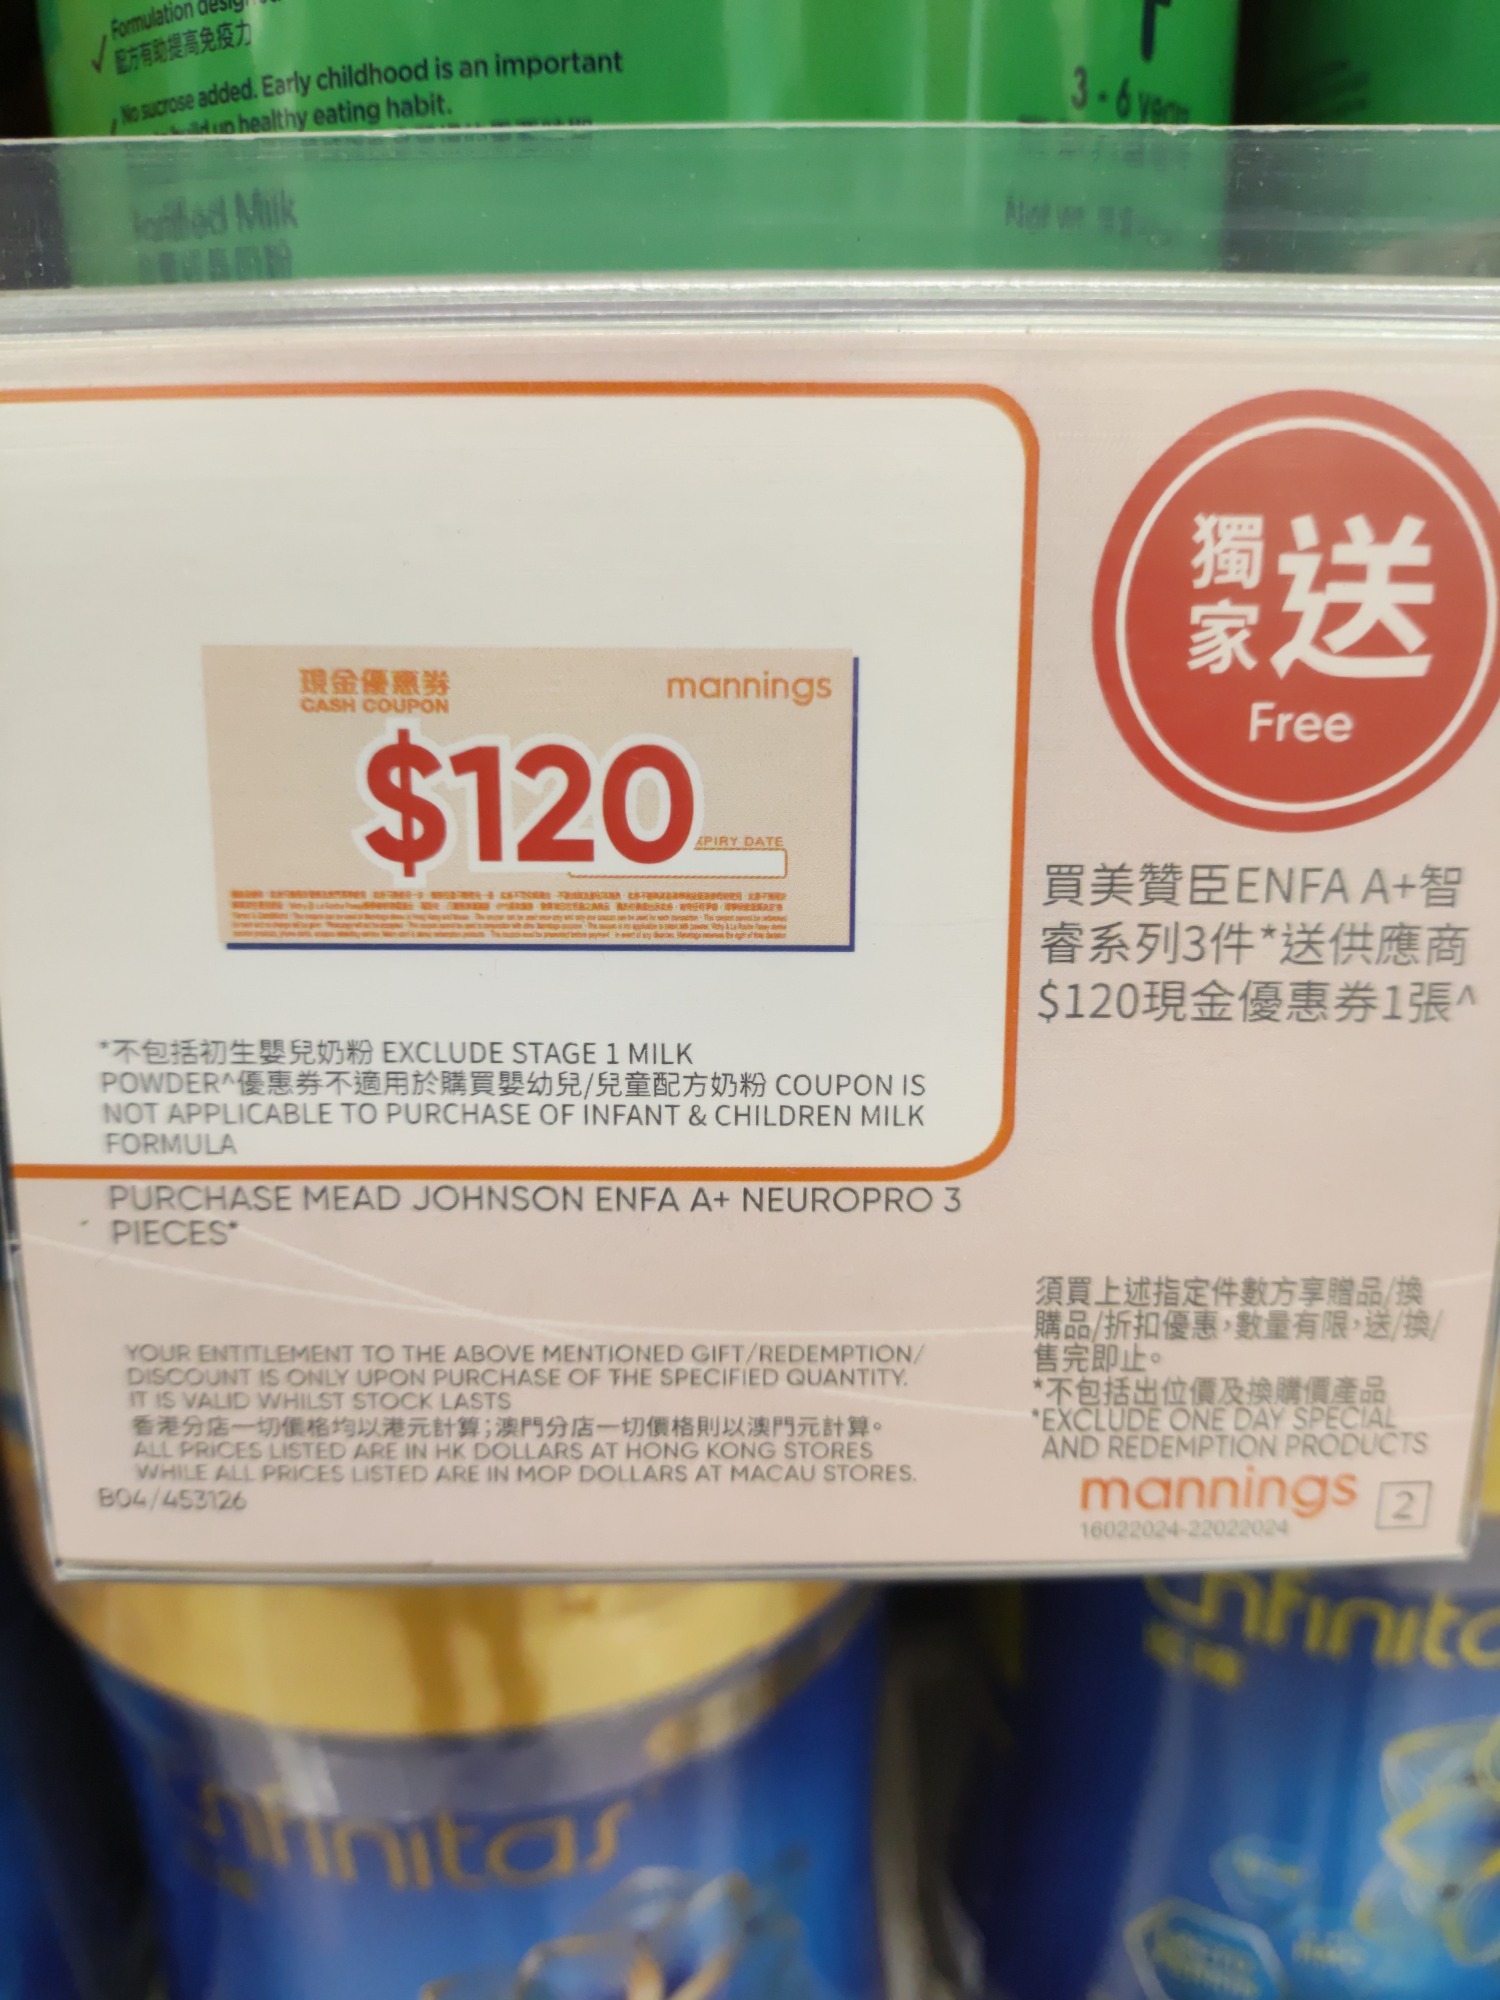 Formulation
配方有助提高免疫力
No sucrose added. Early childhood is an important
build up healthy eating habit.
3 - 6 years
獨家送
Free
現金優惠券
CASH COUPON
mannings
$120
EXPIRY DATE
買美贊臣ENFA A+智
睿系列3件*送供應商
$120現金優惠券1張^
*不包括初生嬰兒奶粉 EXCLUDE STAGE 1 MILK
POWDER^優惠券不適用於購買嬰幼兒/兒童配方奶粉 COUPON IS
NOT APPLICABLE TO PURCHASE OF INFANT & CHILDREN MILK
FORMULA
PURCHASE MEAD JOHNSON ENFA A+ NEUROPRO 3
PIECES*
須買上述指定件數方享贈品/換
購品/折扣優惠,數量有限,送/換/
售完即止。
*不包括出位價及換購價產品
*EXCLUDE ONE DAY SPECIAL
AND REDEMPTION PRODUCTS
YOUR ENTITLEMENT TO THE ABOVE MENTIONED GIFT/REDEMPTION/
DISCOUNT IS ONLY UPON PURCHASE OF THE SPECIFIED QUANTITY.
IT IS VALID WHILST STOCK LASTS
香港分店一切價格均以港元計算;澳門分店一切價格則以澳門元計算。
ALL PRICES LISTED ARE IN HK DOLLARS AT HONG KONG STORES
WHILE ALL PRICES LISTED ARE IN MOP DOLLARS AT MACAU STORES.
B04/453126
mannings
2
16022024-22022024
Enfinitas